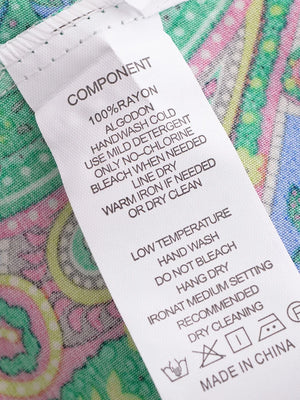 COMPONENT
100%RAYON
ALGODON
HANDWASH COLD
USE MILD DETERGENT
ONLY NO-CHLORINE
BLEACH WHEN NEEDED
LINE DRY
WARM IRON IF NEEDED
OR DRY CLEAN
LOW TEMPERATURE
HAND WASH
DO NOT BLEACH
HANG DRY
IRONAT MEDIUM SETTING
RECOMMENDED
DRY CLEANING
MADE IN CHINA